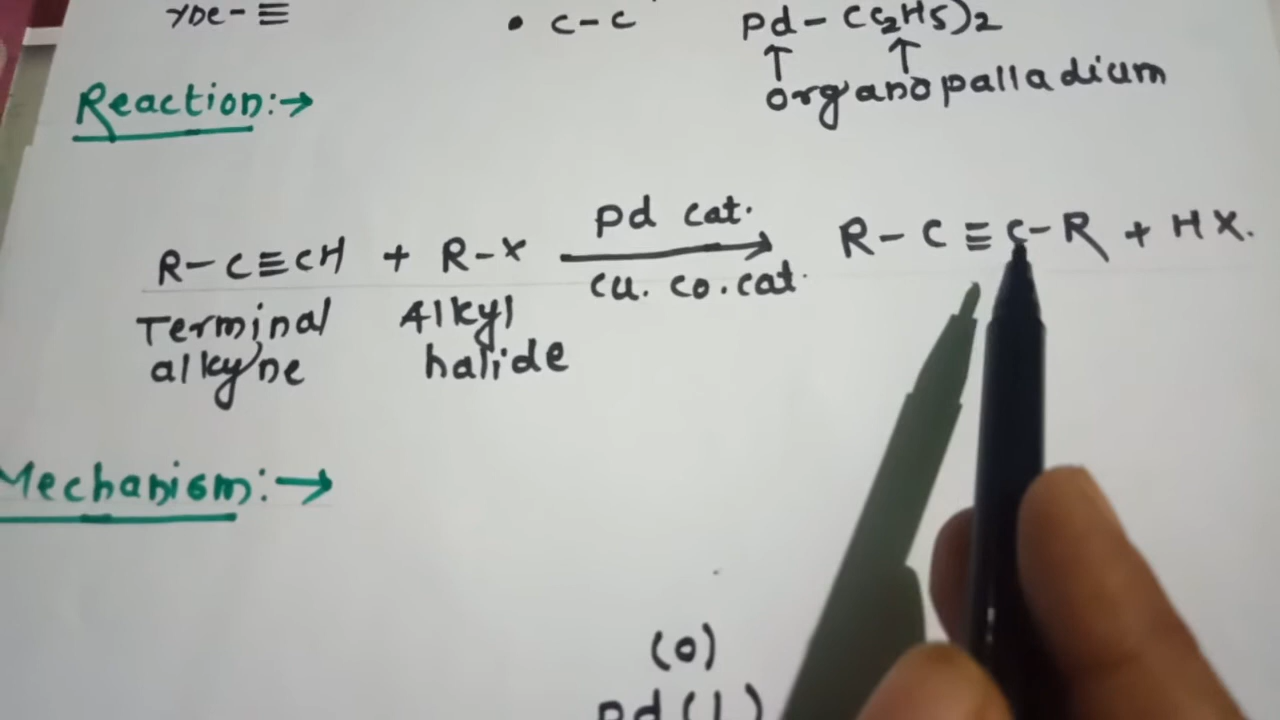 yne - ≡
• C-C
Pd - C(C2H5)2
organopalladium
Reaction:→
R-C≡CH + R-X
Pd cat.
Cu. Co. cat.
R-C≡C-R + HX.
Terminal alkyne
Alkyl halide
Mechanism:→
(0)
Pd(L)